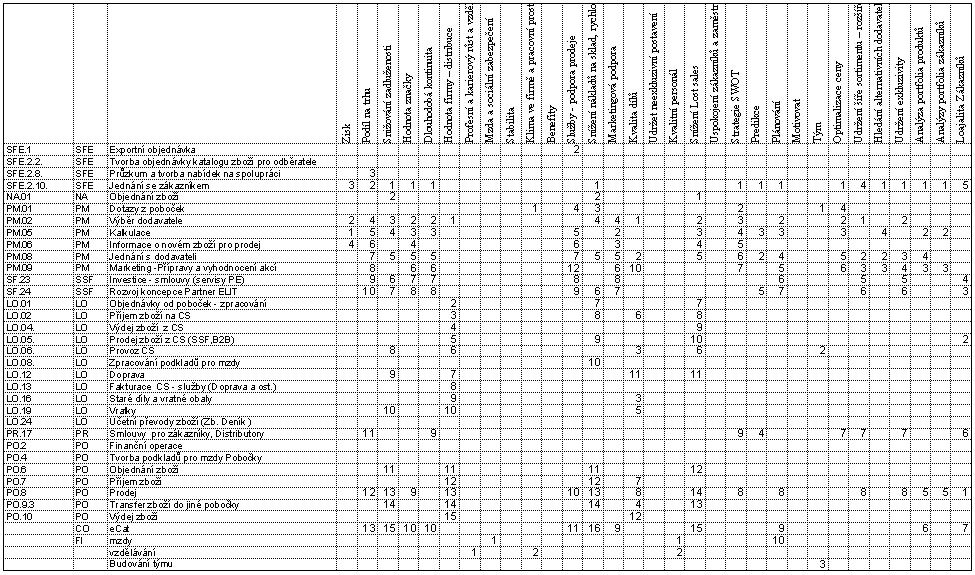 Zisk
Podíl na trhu
Snižování zadluženosti
Hodnota značky
Dlouhodobá kontinuita
Hodnota firmy – distribuce
Profesní a kariérový růst a vzděl
Mzda a sociální zabezpečení
Stabilita
Klima ve firmě a pracovní prost
Benefity
Služby - podpora prodeje
Snížení nákladů na sklad, rychlo
Marketingová podpora
Kvalita dílů
Udržet neexkluzivní postavení
Kvalitní personál
Snížení Lost sales
Uspokojení zákazníků a zaměstr
Strategie SWOT
Predikce
Plánování
Motivovat
Tým
Optimalizace ceny
Udržení šíře sortimentu – rozšíře
Hledání alternativních dodavatel
Udržení exkluzivity
Analýza portfolia produktů
Analýzy portfolia zákazníků
Loajalita Zákazníků
SFE.1 SFE Exportní objednávka 2
SFE.2.2. SFE Tvorba objednávky katalogu zboží pro odběratele
SFE.2.8. SFE Průzkum a tvorba nabídek na spolupráci 3
SFE.2.10. SFE Jednání se zákazníkem 3 2 1 1 1 1 1 1 1 1 4 1 1 1 1 5
NA.01 NA Objednání zboží 2 2 1
PM.01 PM Dotazy z poboček 1 4 3 2 4
PM.02 PM Výběr dodavatele 2 4 3 2 2 1 4 4 1 2 3 2 2 2 1
PM.05 PM Kalkulace 1 5 4 3 3 5 2 3 4 3 3 3 4 2 2
PM.06 PM Informace o novém zboží pro prodej 4 6 4 6 3 4 5
PM.08 PM Jednání s dodavateli 7 5 5 7 5 5 2 5 6 2 4 5 2 2 3 4
PM.09 PM Marketing -Přípravy a vyhodnocení akcí 8 6 6 12 6 10 7 5 6 3 3 4 3 3
SF.23 SSF Investice - smlouvy (servisy PE) 9 6 7 7 8 8 6 5 5 4
SF.24 SSF Rozvoj koncepce Partner ELIT 10 7 8 8 9 6 7 5 7 6 6 3
LO.01 LO Objednávky od poboček - zpracování 2 7 7
LO.02 LO Příjem zboží na CS 3 8 6 8
LO.04. LO Výdej zboží z CS 4 9
LO.05. LO Prodej zboží z CS (SSF,B2B) 5 9 10 2
LO.06. LO Provoz CS 8 6 3 6 2
LO.08. LO Zpracování podkladů pro mzdy 10
LO.12 LO Doprava 9 7 11 11
LO.13 LO Fakturace CS - služby (Doprava a ost.) 8
LO.16 LO Staré díly a vratné obaly 9 3
LO.19 LO Vratky 10 10 5
LO.24 LO Účetní převody zboží (Zb. Deník )
PR.17 PR Smlouvy pro zákazníky, Distributory 11 9 9 4 7 7 7 6
PO.2 PO Finanční operace
PO.4 PO Tvorba podkladů pro mzdy Pobočky
PO.6 PO Objednání zboží 11 11 11 12
PO.7 PO Příjem zboží 12 12 7
PO.8 PO Prodej 12 13 9 13 10 13 8 8 14 8 8 8 8 5 5 1
PO.9.3 PO Transfer zboží do jiné pobočky 14 14 14 4 13
PO.10 PO Výdej zboží 15 12
CO eCat 13 15 10 10 11 16 9 15 9 6 7
FI mzdy 1 1 10
vzdělávání 1 2 2
Budování týmu 3